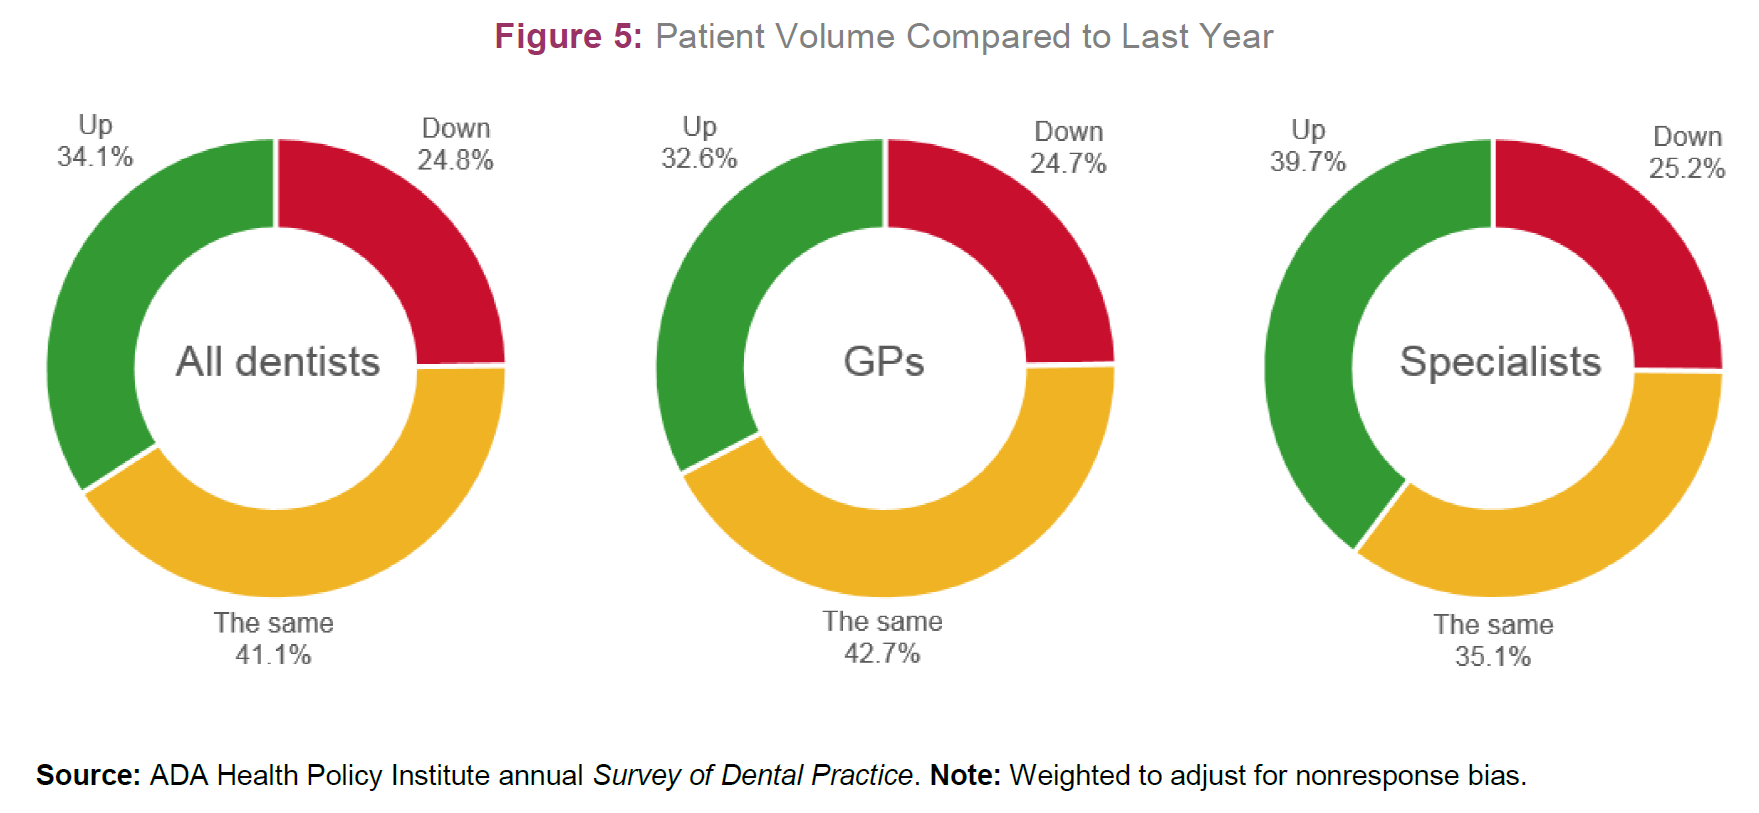 Figure 5: Patient Volume Compared to Last Year
Up
34.1%
Down
24.8%
All dentists
The same
41.1%
Up
32.6%
Down
24.7%
GPs
The same
42.7%
Up
39.7%
Down
25.2%
Specialists
The same
35.1%
Source: ADA Health Policy Institute annual Survey of Dental Practice. Note: Weighted to adjust for nonresponse bias.